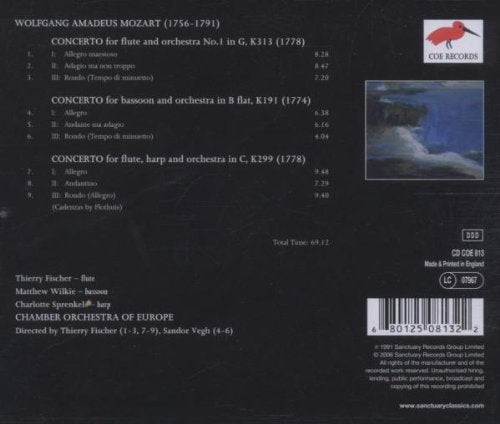 WOLFGANG AMADEUS MOZART (1756-1791)
CONCERTO for flute and orchestra No.1 in G, K313 (1778)
1. I: Allegro maestoso 8.28
2. II: Adagio ma non troppo 8.47
3. III: Rondo (Tempo di minuetto) 7.20
CONCERTO for bassoon and orchestra in B flat, K191 (1774)
4. I: Allegro 6.38
5. II: Andante ma adagio 6.16
6. III: Rondo (Tempo di minuetto) 4.04
CONCERTO for flute, harp and orchestra in C, K299 (1778)
7. I: Allegro 9.48
8. II: Andantino 7.29
9. III: Rondo (Allegro) 9.40
(Cadenzas by Flothuis)
Total Time: 69.12
Thierry Fischer – flute
Matthew Wilkie – bassoon
Charlotte Sprenkels – harp
CHAMBER ORCHESTRA OF EUROPE
Directed by Thierry Fischer (1-3, 7-9), Sandor Vegh (4-6)
COE RECORDS
DDD
CD COE 813
Made & Printed in England
LC 07967
6 80125 08132 2
℗ 1991 Sanctuary Records Group Limited
© 2006 Sanctuary Records Group Limited
All rights of the manufacturer and of the
recorded work reserved. Unauthorised hiring,
lending, public performance, broadcast and
copying of this record is prohibited.
www.sanctuaryclassics.com